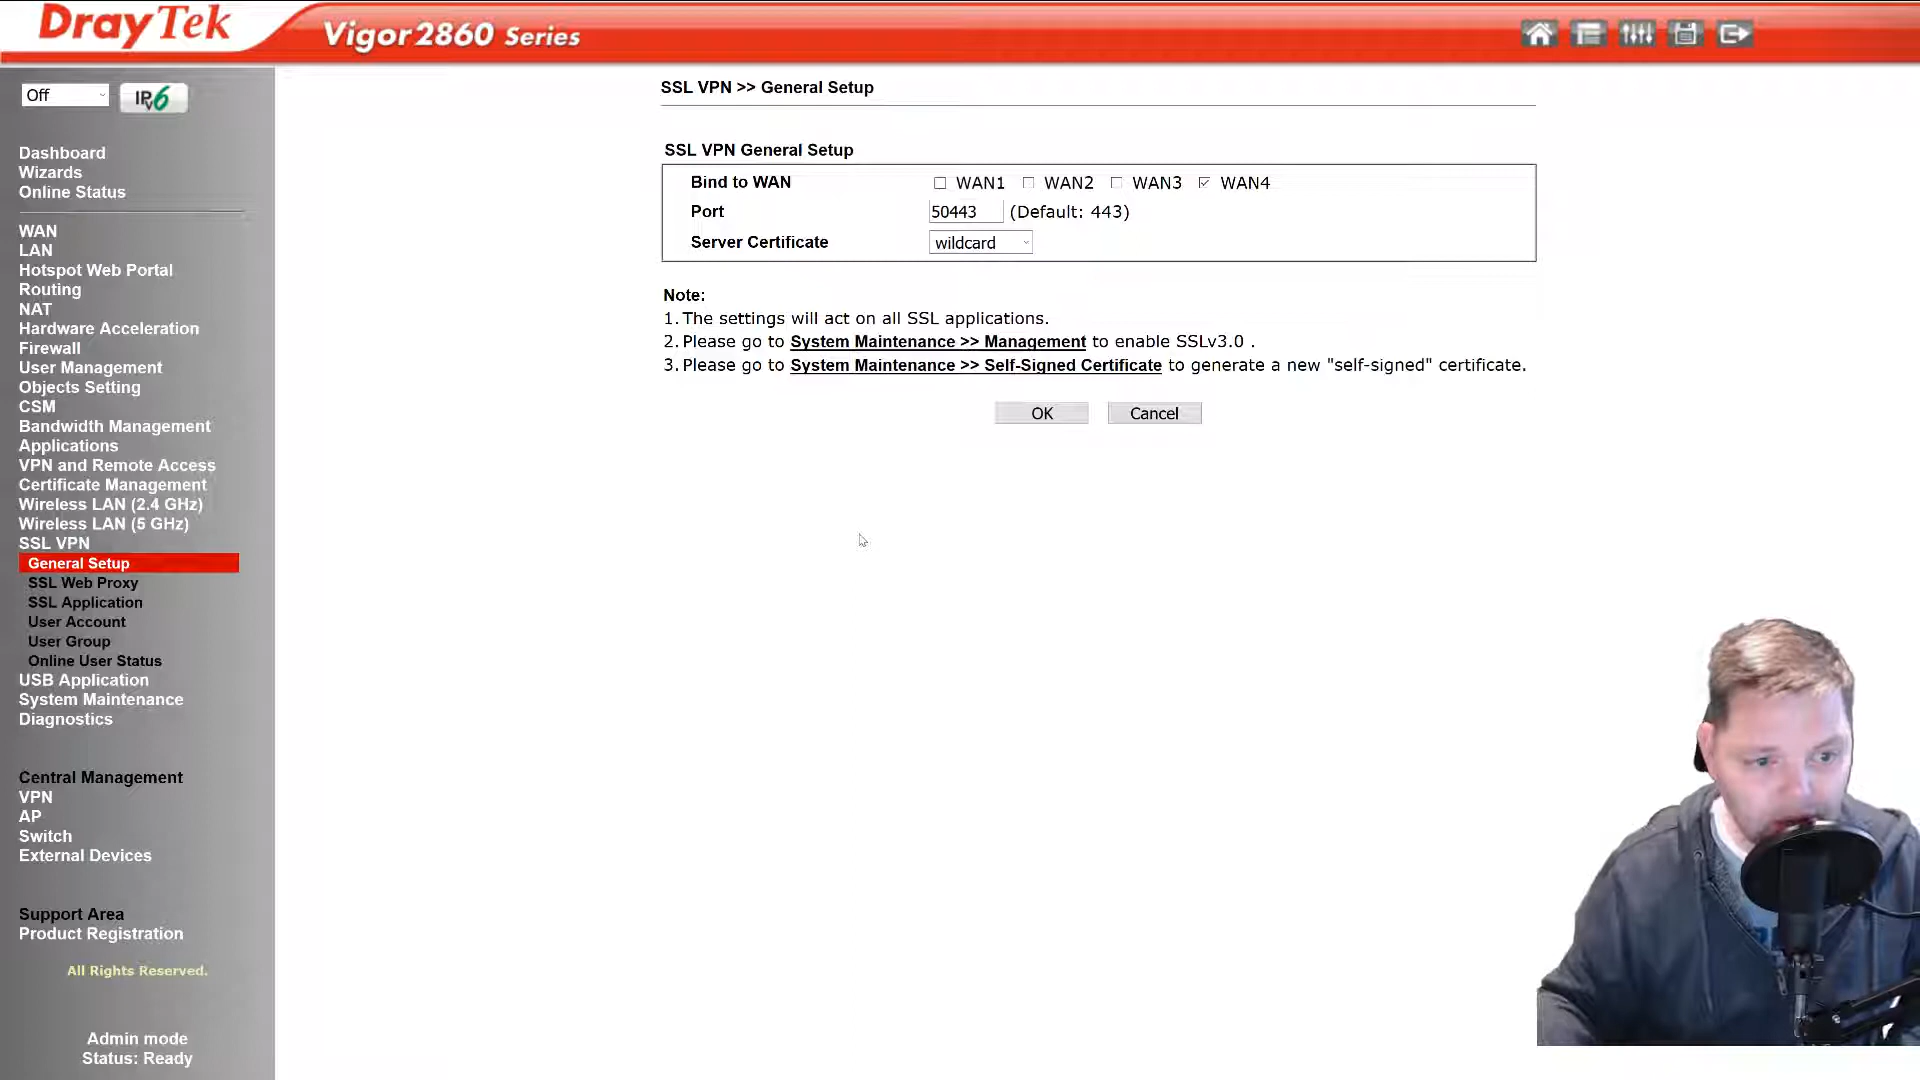 DrayTek
Vigor2860 Series
Off
IPv6
Dashboard
Wizards
Online Status
WAN
LAN
Hotspot Web Portal
Routing
NAT
Hardware Acceleration
Firewall
User Management
Objects Setting
CSM
Bandwidth Management
Applications
VPN and Remote Access
Certificate Management
Wireless LAN (2.4 GHz)
Wireless LAN (5 GHz)
SSL VPN
General Setup
SSL Web Proxy
SSL Application
User Account
User Group
Online User Status
USB Application
System Maintenance
Diagnostics
Central Management
VPN
AP
Switch
External Devices
Support Area
Product Registration
All Rights Reserved.
Admin mode
Status: Ready
SSL VPN >> General Setup
SSL VPN General Setup
Bind to WAN WAN1 WAN2 WAN3 WAN4
Port 50443 (Default: 443)
Server Certificate wildcard
Note:
1. The settings will act on all SSL applications.
2. Please go to System Maintenance >> Management to enable SSLv3.0 .
3. Please go to System Maintenance >> Self-Signed Certificate to generate a new "self-signed" certificate.
OK Cancel